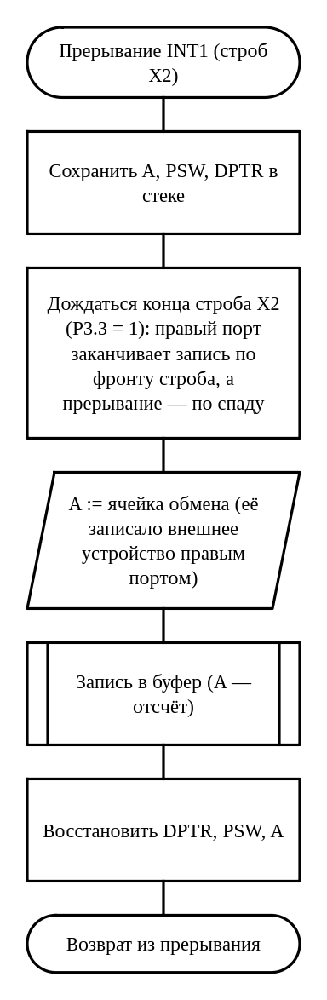 Прерывание INT1 (строб
X2)
Сохранить A, PSW, DPTR в
стеке
Дождаться конца строба X2
(P3.3 = 1): правый порт
заканчивает запись по
фронту строба, а
прерывание — по спаду
A := ячейка обмена (её
записало внешнее
устройство правым
портом)
Запись в буфер (A —
отсчёт)
Восстановить DPTR, PSW, A
Возврат из прерывания